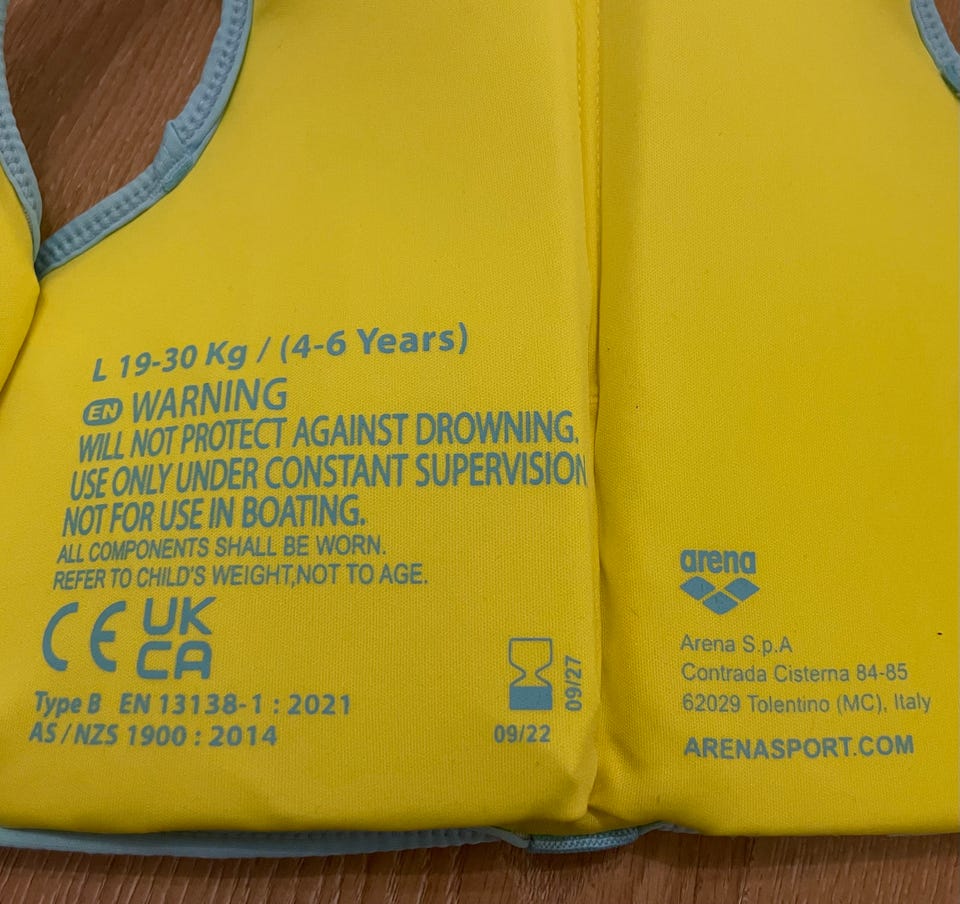 L 19-30 Kg / (4-6 Years)
EN WARNING
WILL NOT PROTECT AGAINST DROWNING.
USE ONLY UNDER CONSTANT SUPERVISION
NOT FOR USE IN BOATING.
ALL COMPONENTS SHALL BE WORN.
REFER TO CHILD'S WEIGHT,NOT TO AGE.
CE UK
CA
Type B EN 13138-1 : 2021
AS / NZS 1900 : 2014
09/22
09/27
arena
Arena S.p.A
Contrada Cisterna 84-85
62029 Tolentino (MC), Italy
ARENASPORT.COM